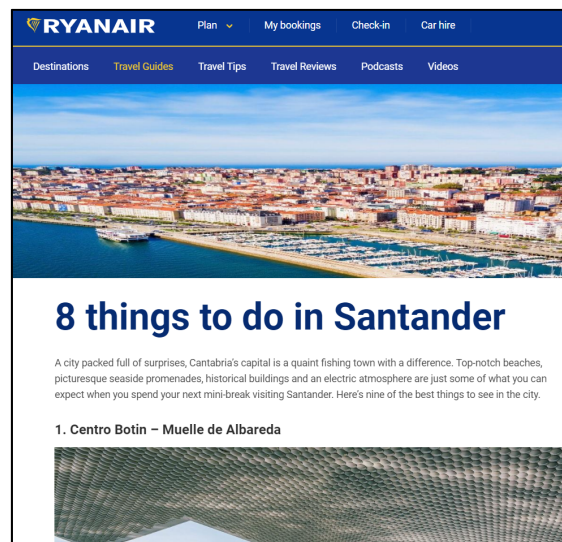 RYANAIR
Plan My bookings Check-in Car hire
Destinations Travel Guides Travel Tips Travel Reviews Podcasts Videos
8 things to do in Santander
A city packed full of surprises, Cantabria's capital is a quaint fishing town with a difference. Top-notch beaches,
picturesque seaside promenades, historical buildings and an electric atmosphere are just some of what you can
expect when you spend your next mini-break visiting Santander. Here's nine of the best things to see in the city.
1. Centro Botin – Muelle de Albareda